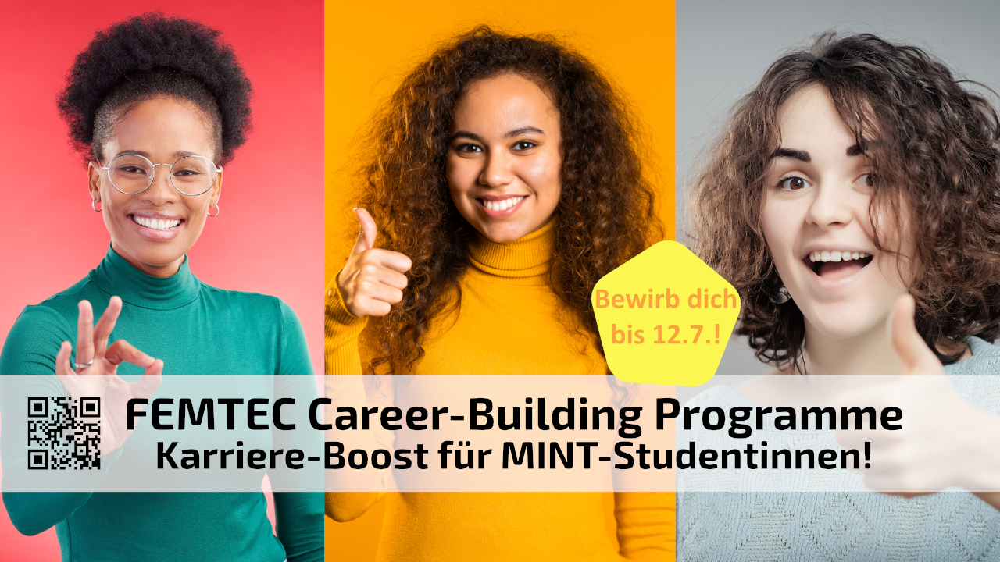 Bewirb dich
bis 12.7.!
FEMTEC Career-Building Programme
Karriere-Boost für MINT-Studentinnen!